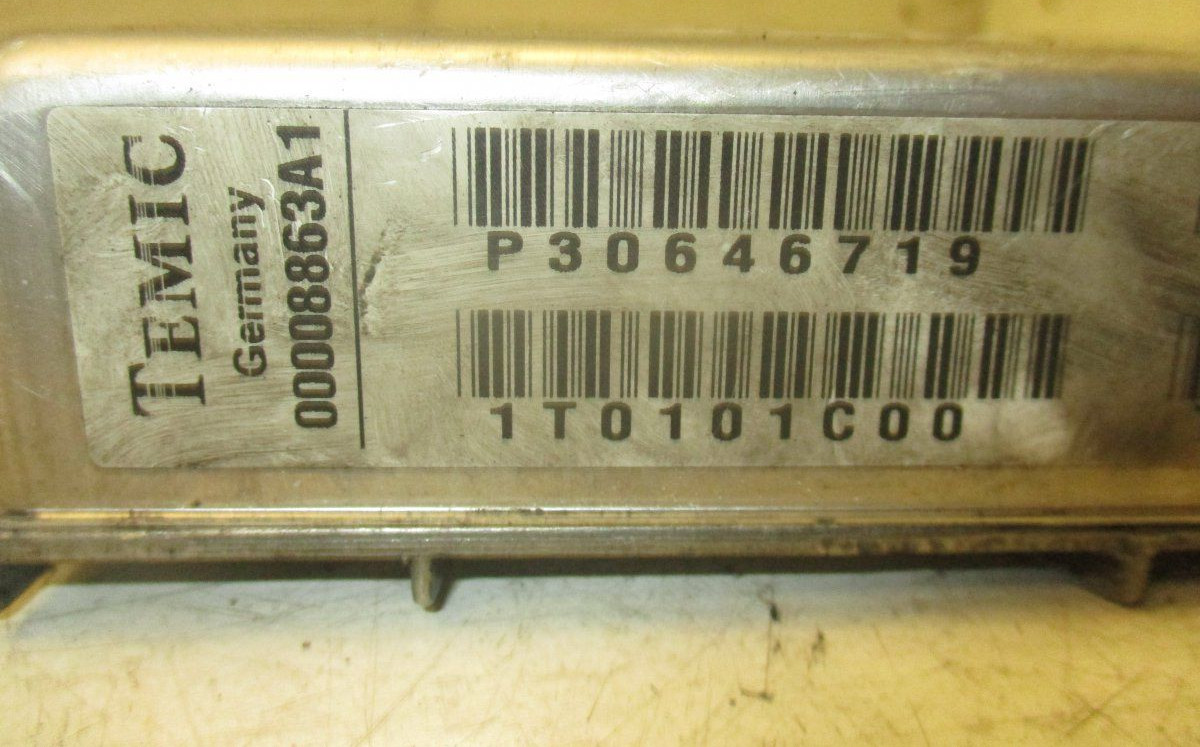 TEMIC
Germany
00008863A1
P30646719
1T0101C00